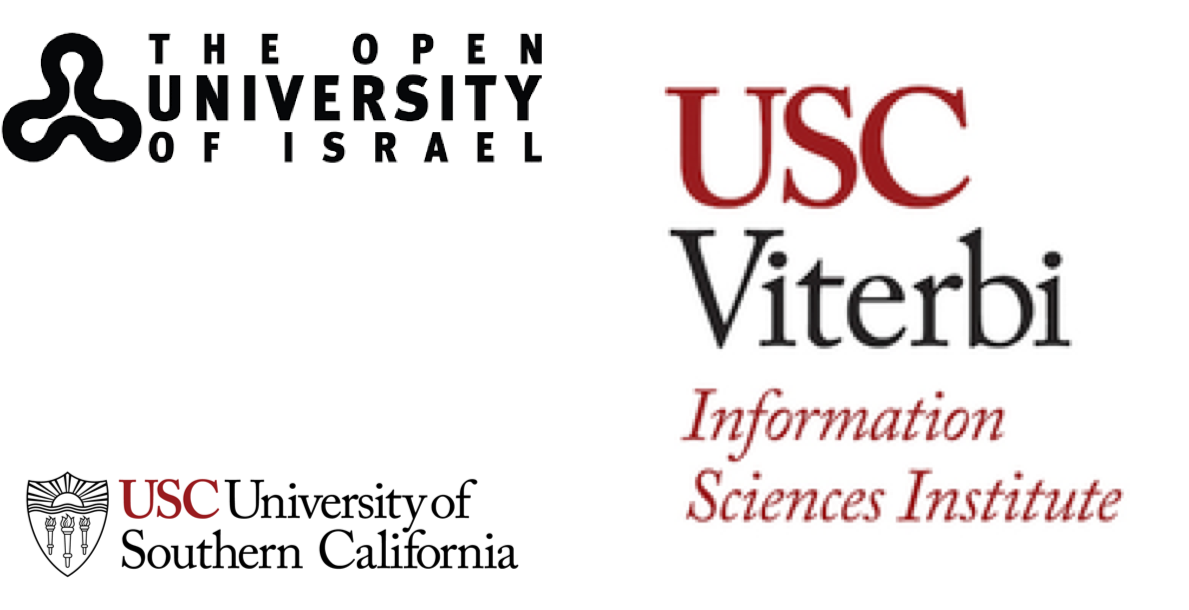 THE OPEN
UNIVERSITY
OF ISRAEL
USC
Viterbi
Information
Sciences Institute
USC University of
Southern California